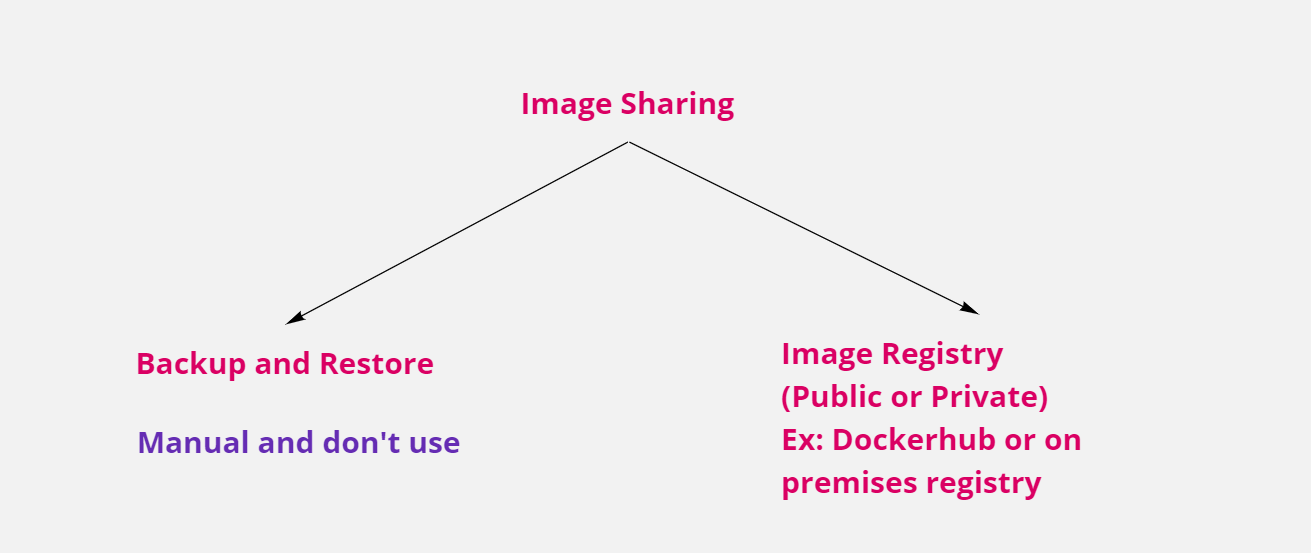 Image Sharing
Backup and Restore
Manual and don't use
Image Registry
(Public or Private)
Ex: Dockerhub or on
premises registry